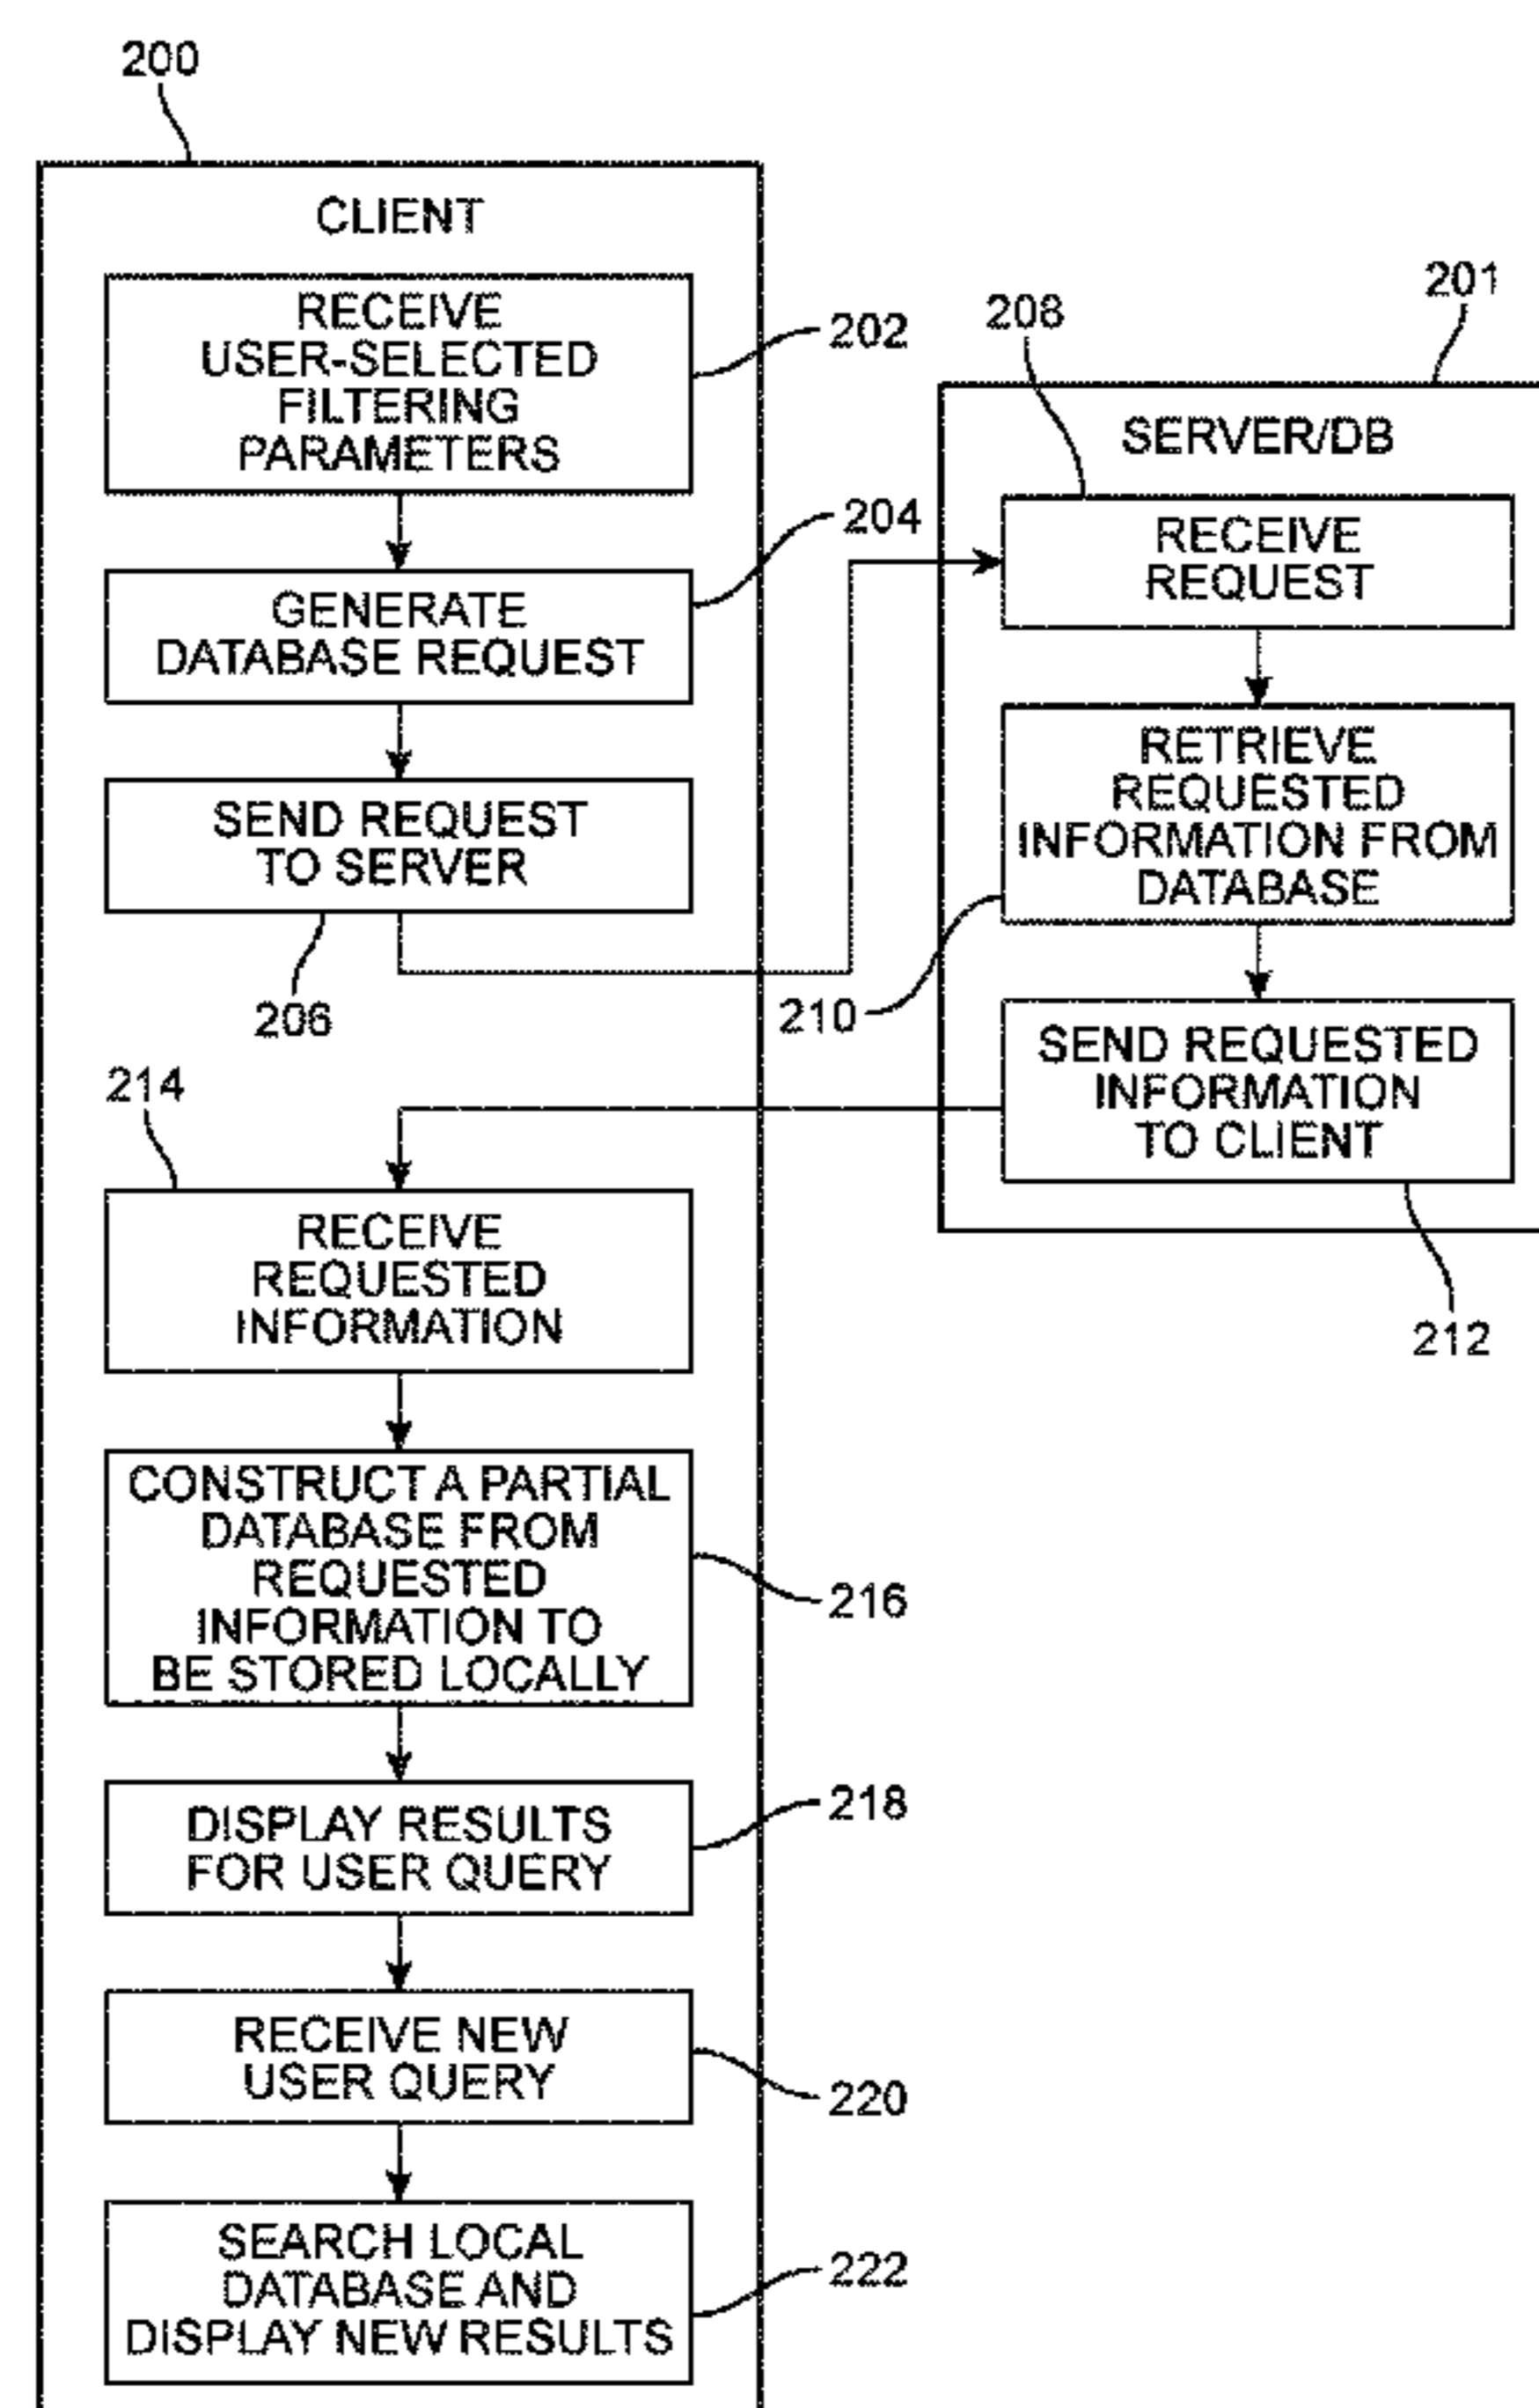 200
CLIENT
RECEIVE
USER-SELECTED
FILTERING
PARAMETERS
202
GENERATE
DATABASE REQUEST
204
SEND REQUEST
TO SERVER
206
201
SERVER/DB
208
RECEIVE
REQUEST
RETRIEVE
REQUESTED
INFORMATION FROM
DATABASE
210
SEND REQUESTED
INFORMATION
TO CLIENT
212
214
RECEIVE
REQUESTED
INFORMATION
CONSTRUCT A PARTIAL
DATABASE FROM
REQUESTED
INFORMATION TO
BE STORED LOCALLY
216
DISPLAY RESULTS
FOR USER QUERY
218
RECEIVE NEW
USER QUERY
220
SEARCH LOCAL
DATABASE AND
DISPLAY NEW RESULTS
222